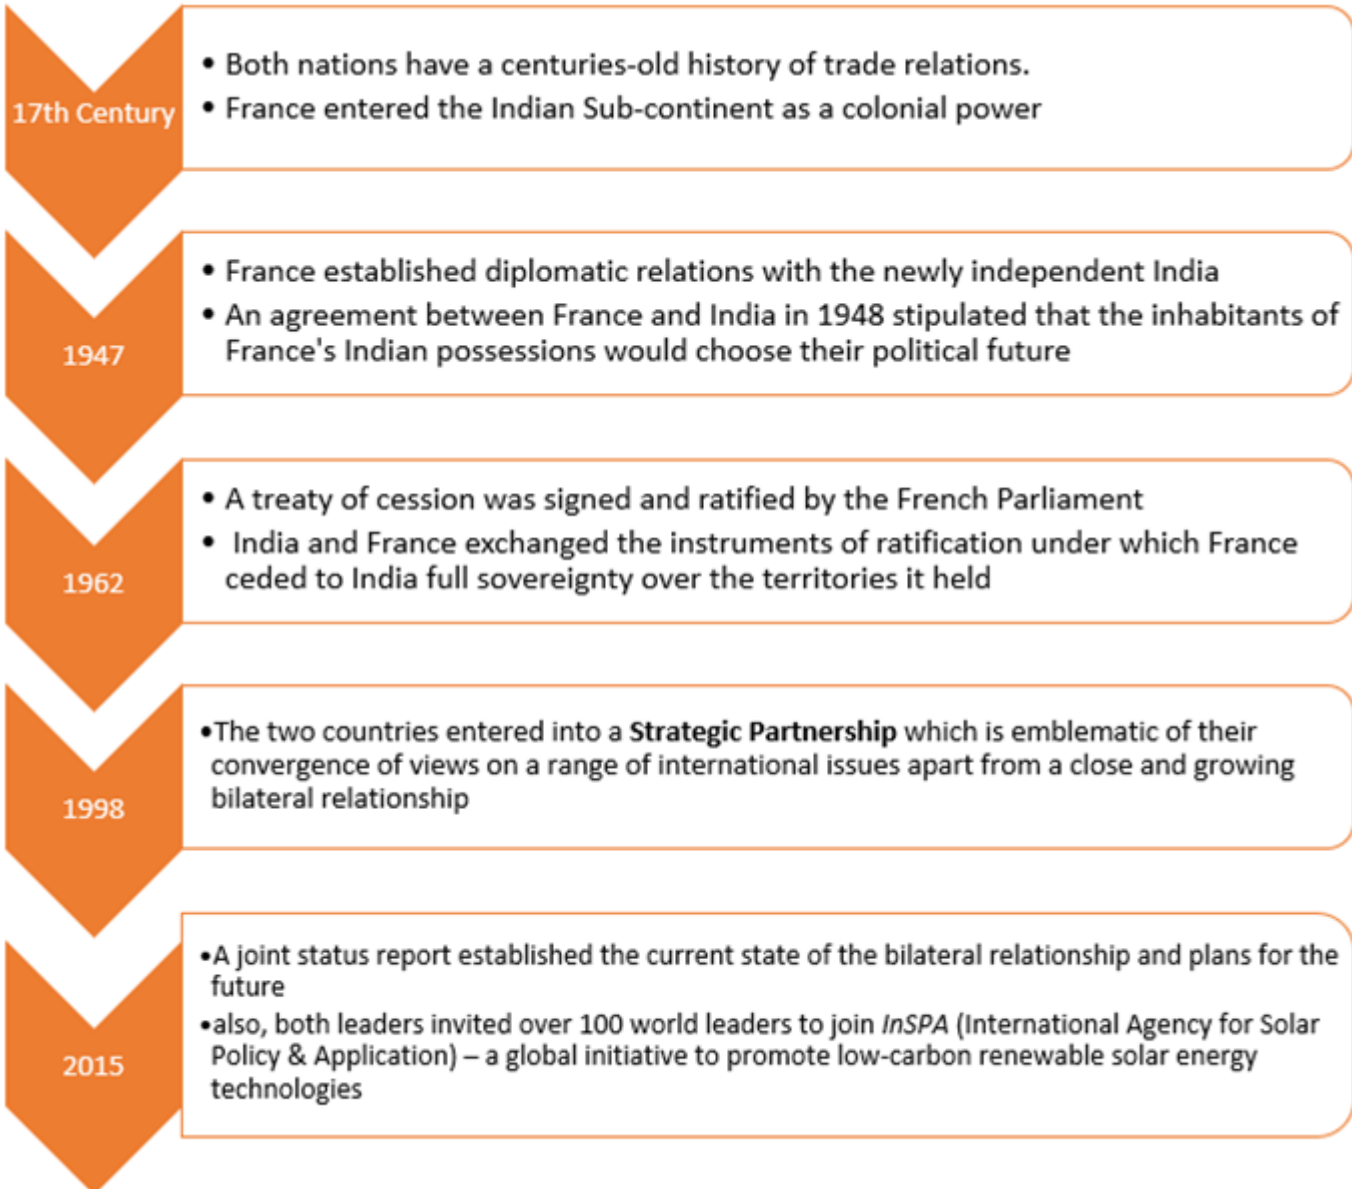 17th Century
• Both nations have a centuries-old history of trade relations.
• France entered the Indian Sub-continent as a colonial power
1947
• France established diplomatic relations with the newly independent India
• An agreement between France and India in 1948 stipulated that the inhabitants of
France's Indian possessions would choose their political future
1962
• A treaty of cession was signed and ratified by the French Parliament
• India and France exchanged the instruments of ratification under which France
ceded to India full sovereignty over the territories it held
1998
•The two countries entered into a Strategic Partnership which is emblematic of their
convergence of views on a range of international issues apart from a close and growing
bilateral relationship
2015
•A joint status report established the current state of the bilateral relationship and plans for the
future
•also, both leaders invited over 100 world leaders to join InSPA (International Agency for Solar
Policy & Application) – a global initiative to promote low-carbon renewable solar energy
technologies